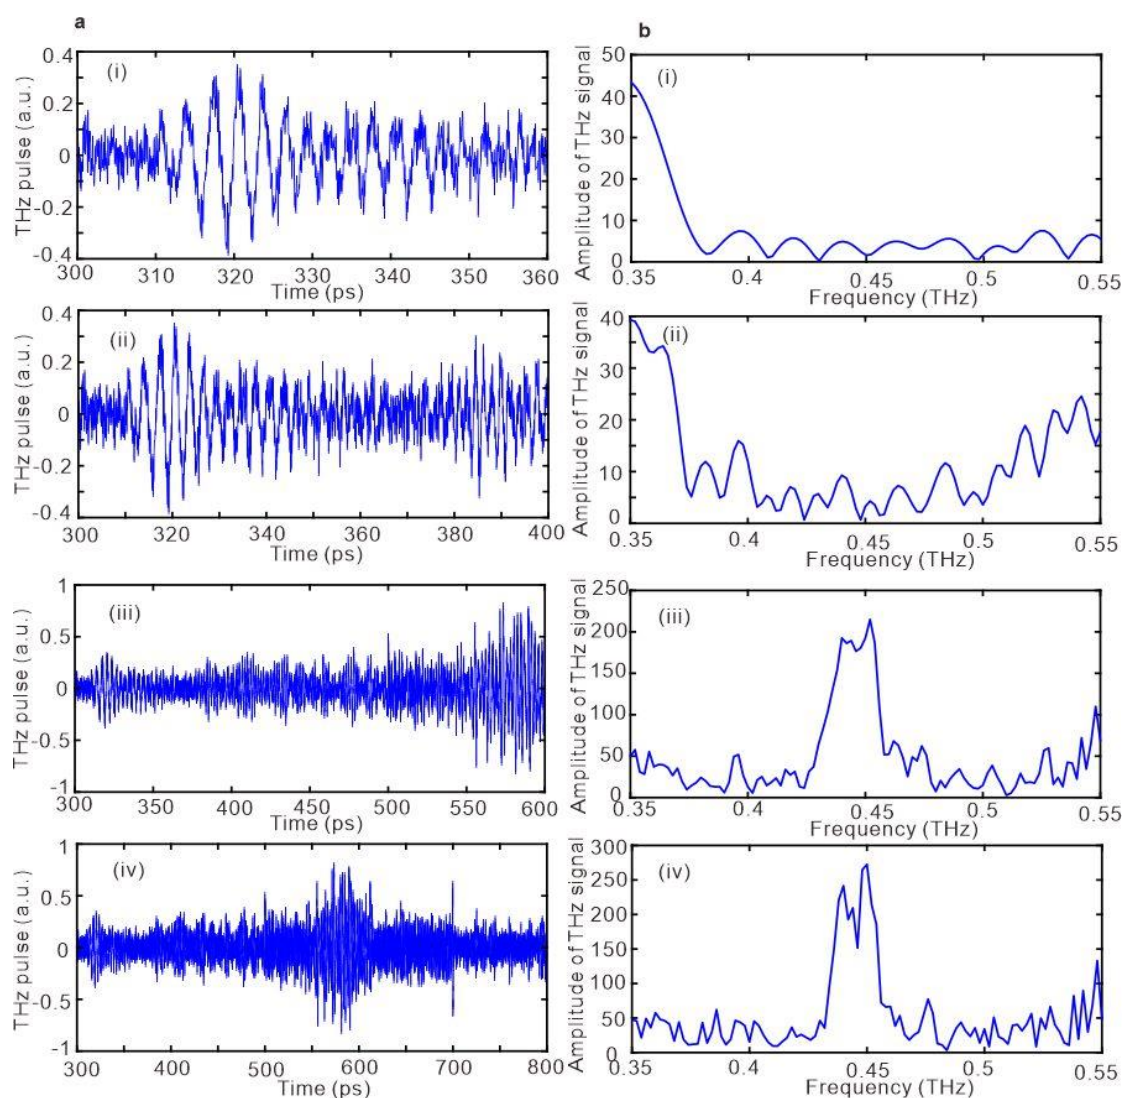 a
b
THz pulse (a.u.)
0.4
0.2
0
-0.2
-0.4
(i)
300 310 320 330 340 350 360
Time (ps)
Amplitude of THz signal
50
40
30
20
10
0
(i)
0.35 0.4 0.45 0.5 0.55
Frequency (THz)
THz pulse (a.u.)
0.4
0.2
0
-0.2
-0.4
(ii)
300 320 340 360 380 400
Time (ps)
Amplitude of THz signal
40
30
20
10
0
(ii)
0.35 0.4 0.45 0.5 0.55
Frequency (THz)
THz pulse (a.u.)
1
0.5
0
-0.5
-1
(iii)
300 350 400 450 500 550 600
Time (ps)
Amplitude of THz signal
250
200
150
100
50
0
(iii)
0.35 0.4 0.45 0.5 0.55
Frequency (THz)
THz pulse (a.u.)
1
0.5
0
-0.5
-1
(iv)
300 400 500 600 700 800
Time (ps)
Amplitude of THz signal
300
250
200
150
100
50
0
(iv)
0.35 0.4 0.45 0.5 0.55
Frequency (THz)